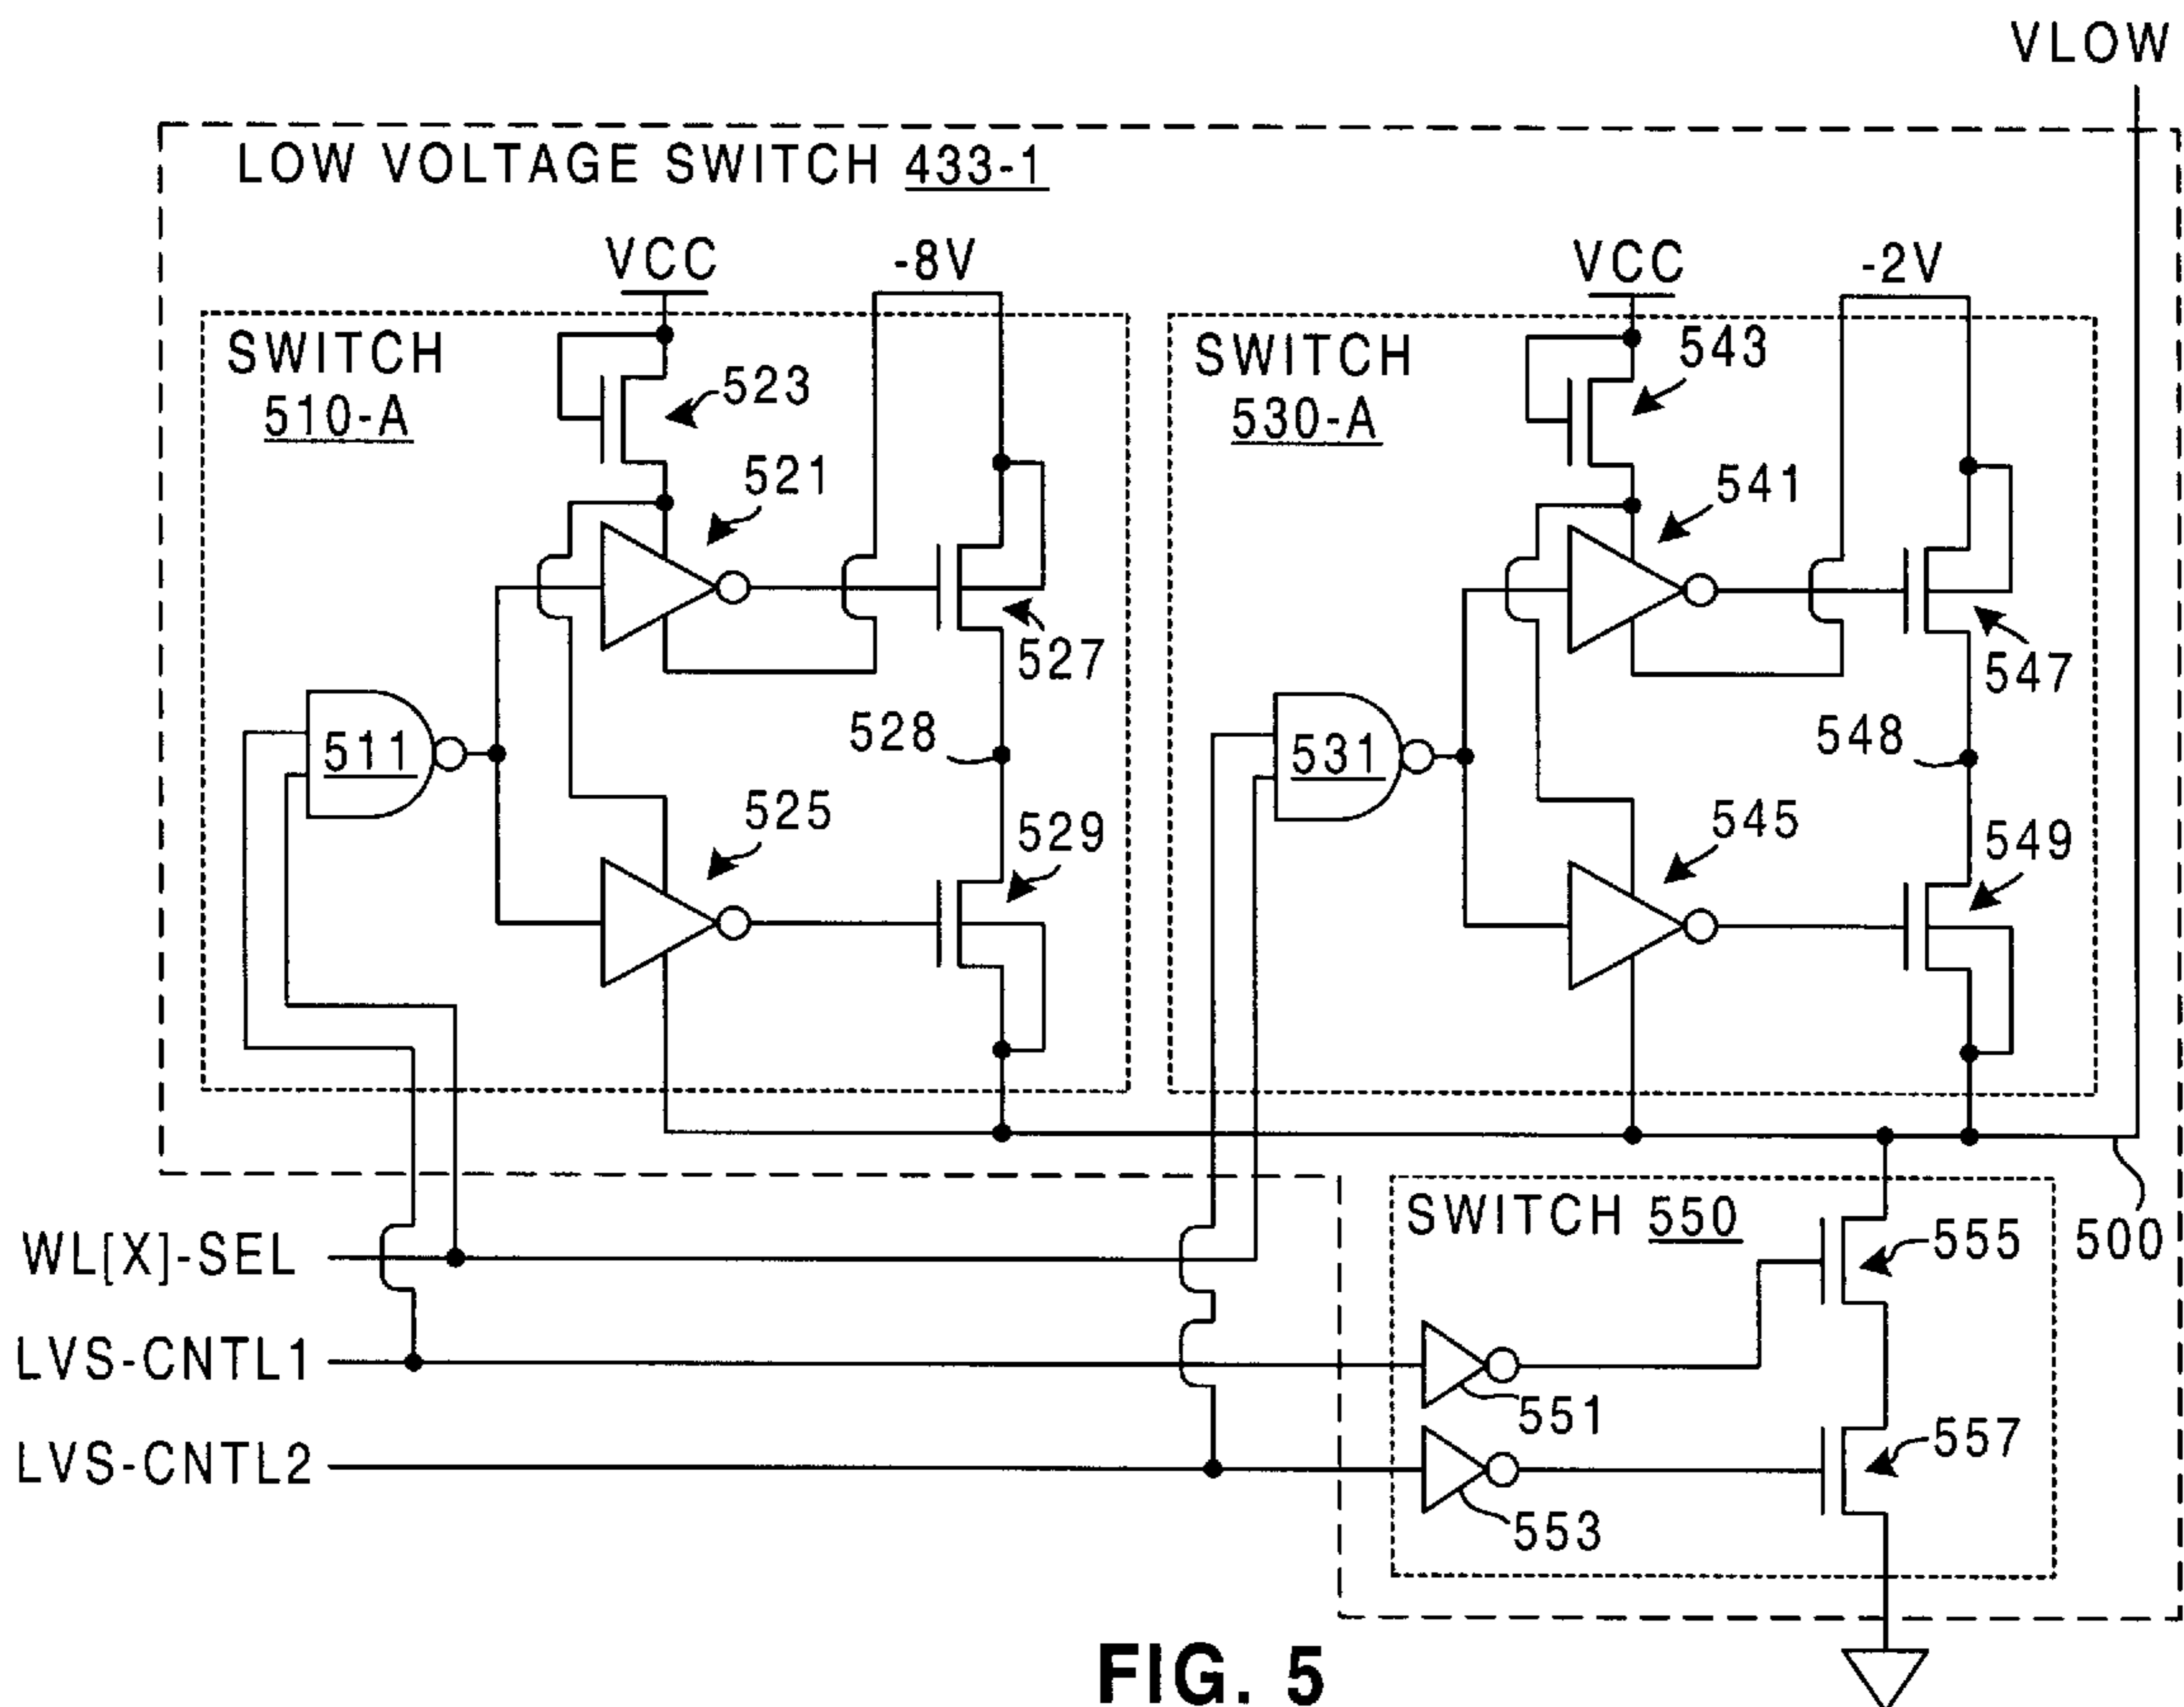 VLOW
LOW VOLTAGE SWITCH 433-1
VCC
-8V
VCC
-2V
SWITCH
510-A
523
521
527
511
528
525
529
SWITCH
530-A
543
541
547
531
548
545
549
SWITCH 550
WL[X]-SEL
555
500
LVS-CNTL1
551
LVS-CNTL2
557
553
FIG. 5